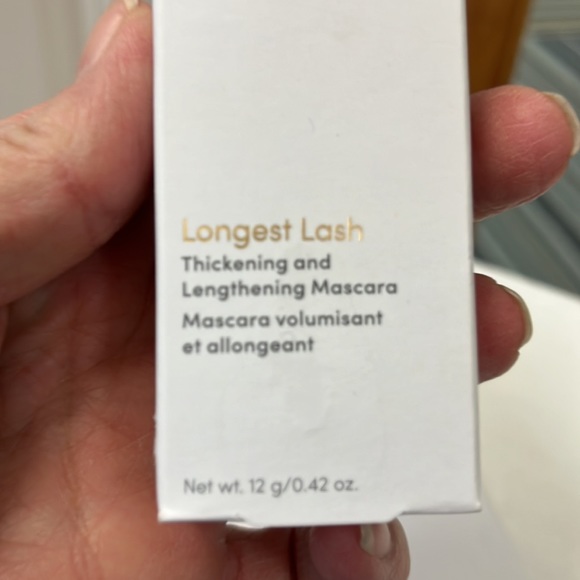 Longest Lash
Thickening and
Lengthening Mascara
Mascara volumisant
et allongeant
Net wt. 12 g/0.42 oz.